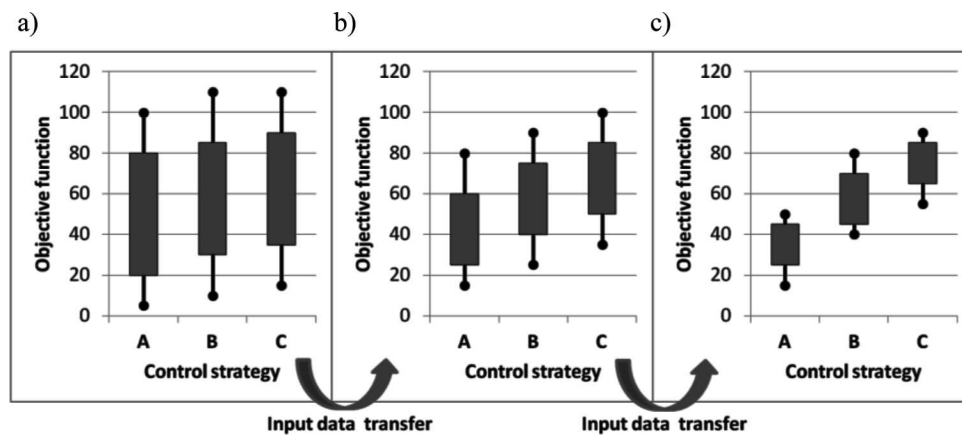 a)
b)
c)
Objective function
120
100
80
60
40
20
0
A B C
Control strategy
Objective function
120
100
80
60
40
20
0
A B C
Control strategy
Objective function
120
100
80
60
40
20
0
A B C
Control strategy
Input data transfer
Input data transfer